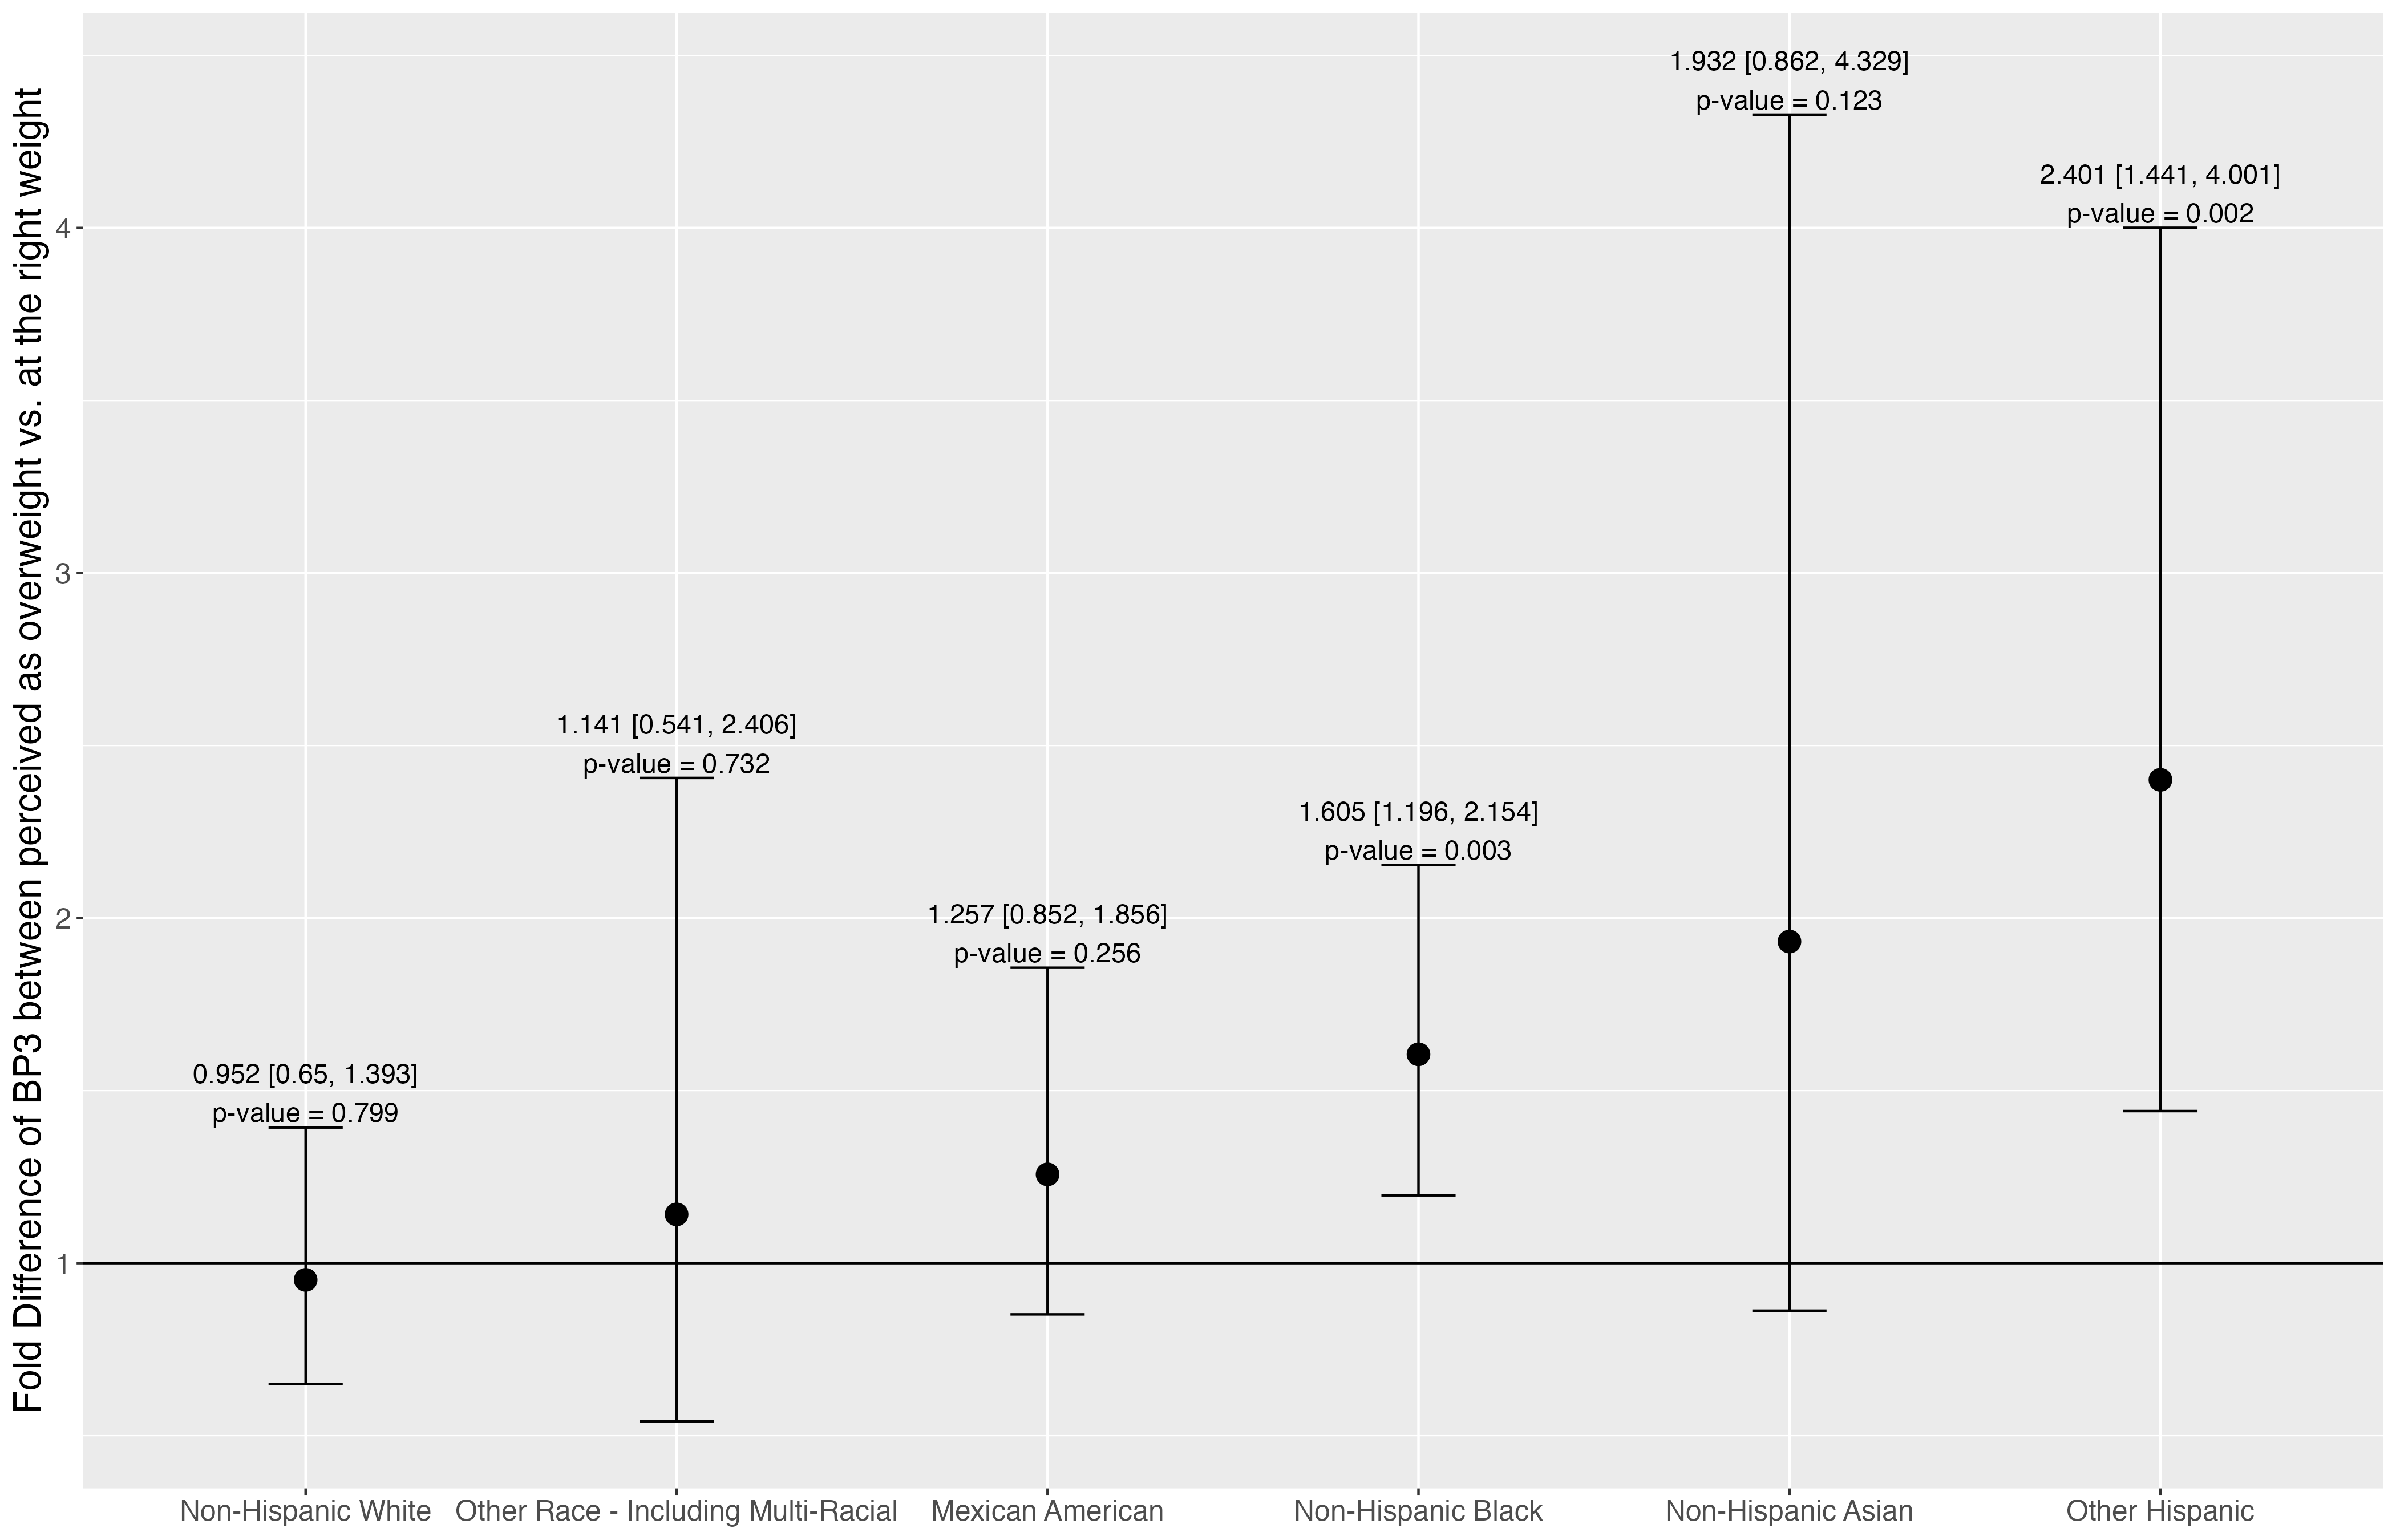 Fold Difference of BP3 between perceived as overweight vs. at the right weight
4
3
2
1
0.952 [0.65, 1.393]
p-value = 0.799
1.141 [0.541, 2.406]
p-value = 0.732
1.257 [0.852, 1.856]
p-value = 0.256
1.605 [1.196, 2.154]
p-value = 0.003
1.932 [0.862, 4.329]
p-value = 0.123
2.401 [1.441, 4.001]
p-value = 0.002
Non-Hispanic White
Other Race - Including Multi-Racial
Mexican American
Non-Hispanic Black
Non-Hispanic Asian
Other Hispanic